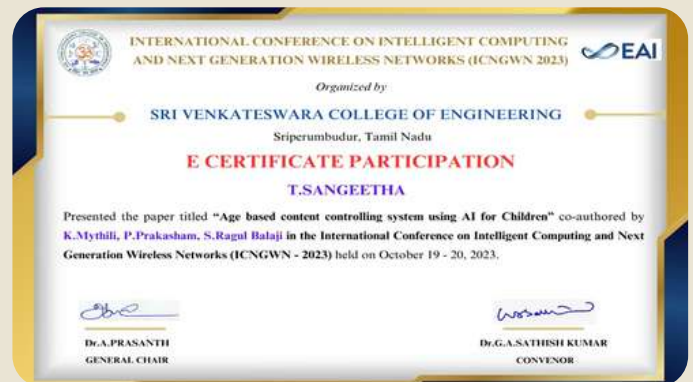 INTERNATIONAL CONFERENCE ON INTELLIGENT COMPUTING
AND NEXT GENERATION WIRELESS NETWORKS (ICNGWN 2023)
EAI
Organized by
SRI VENKATESWARA COLLEGE OF ENGINEERING
Sriperumbudur, Tamil Nadu
E CERTIFICATE PARTICIPATION
T.SANGEETHA
Presented the paper titled “Age based content controlling system using AI for Children” co-authored by
K.Mythili, P.Prakasham, S.Ragul Balaji in the International Conference on Intelligent Computing and Next
Generation Wireless Networks (ICNGWN - 2023) held on October 19 - 20, 2023.
Dr.A.PRASANTH
GENERAL CHAIR
Dr.G.A.SATHISH KUMAR
CONVENOR